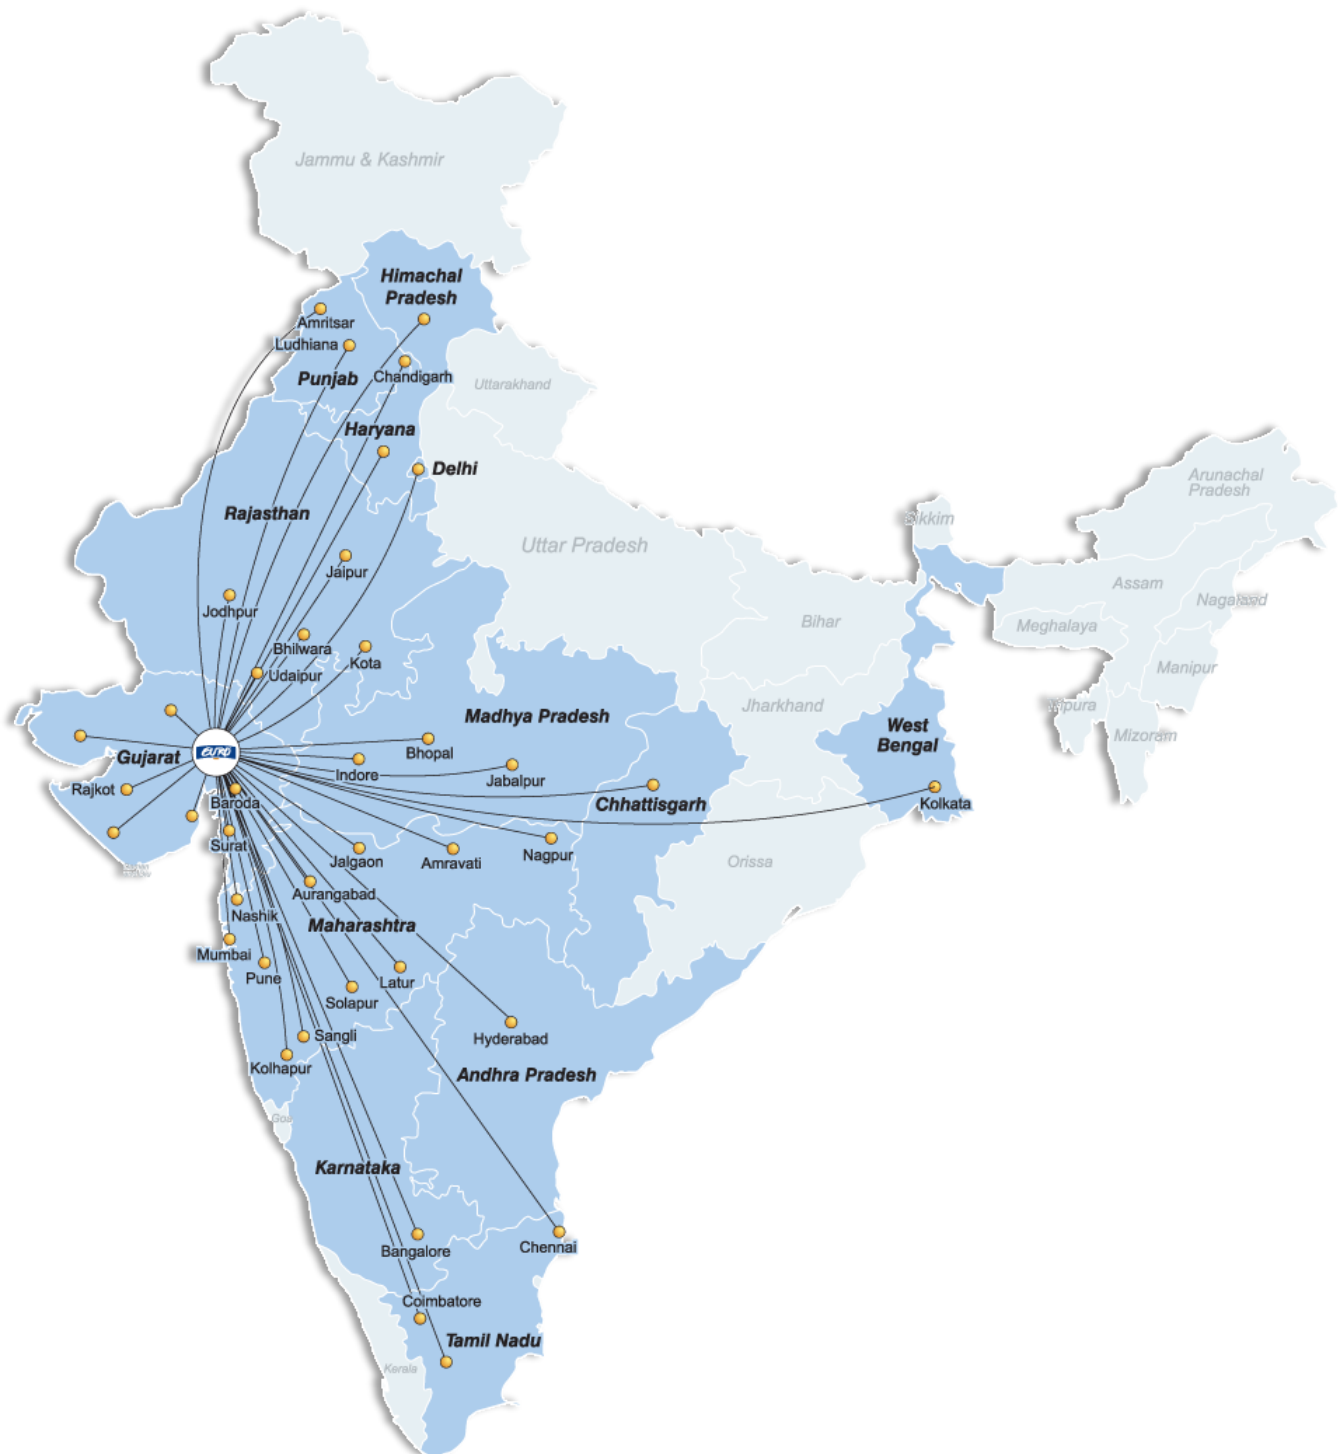 Jammu & Kashmir
Himachal
Pradesh
Amritsar
Ludhiana
Punjab
Chandigarh
Uttarakhand
Haryana
Delhi
Rajasthan
Uttar Pradesh
Arunachal
Pradesh
Jaipur
Jodhpur
Assam
Bhilwara
Kota
Udaipur
Bihar
Meghalaya
Manipur
Madhya Pradesh
Jharkhand
West
Bengal
Mizoram
Gujarat
EURO
Bhopal
Indore
Jabalpur
Rajkot
Baroda
Chhattisgarh
Kolkata
Surat
Jalgaon
Amravati
Nagpur
Orissa
Aurangabad
Nashik
Maharashtra
Mumbai
Pune
Latur
Solapur
Sangli
Hyderabad
Kolhapur
Andhra Pradesh
Goa
Karnataka
Bangalore
Chennai
Coimbatore
Tamil Nadu
Kerala